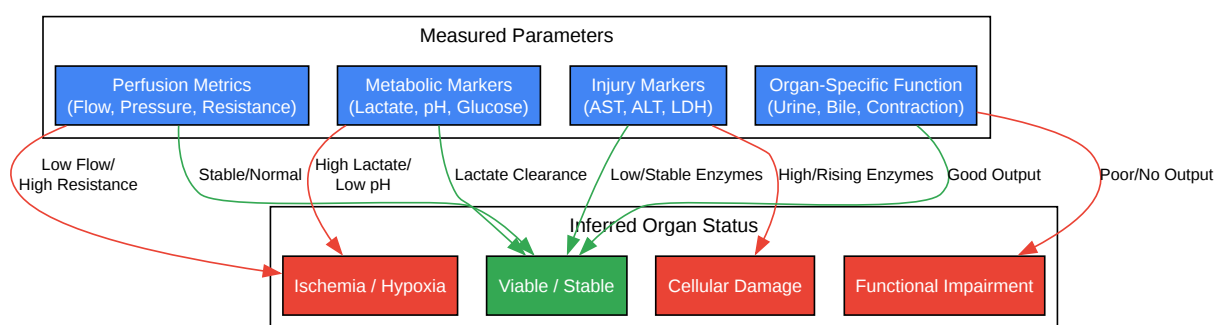 Measured Parameters
Perfusion Metrics
(Flow, Pressure, Resistance)
Metabolic Markers
(Lactate, pH, Glucose)
Injury Markers
(AST, ALT, LDH)
Organ-Specific Function
(Urine, Bile, Contraction)
Low Flow/
High Resistance
Stable/Normal
High Lactate/
Low pH
Lactate Clearance
Low/Stable Enzymes
High/Rising Enzymes
Good Output
Poor/No Output
Inferred Organ Status
Ischemia / Hypoxia
Viable / Stable
Cellular Damage
Functional Impairment